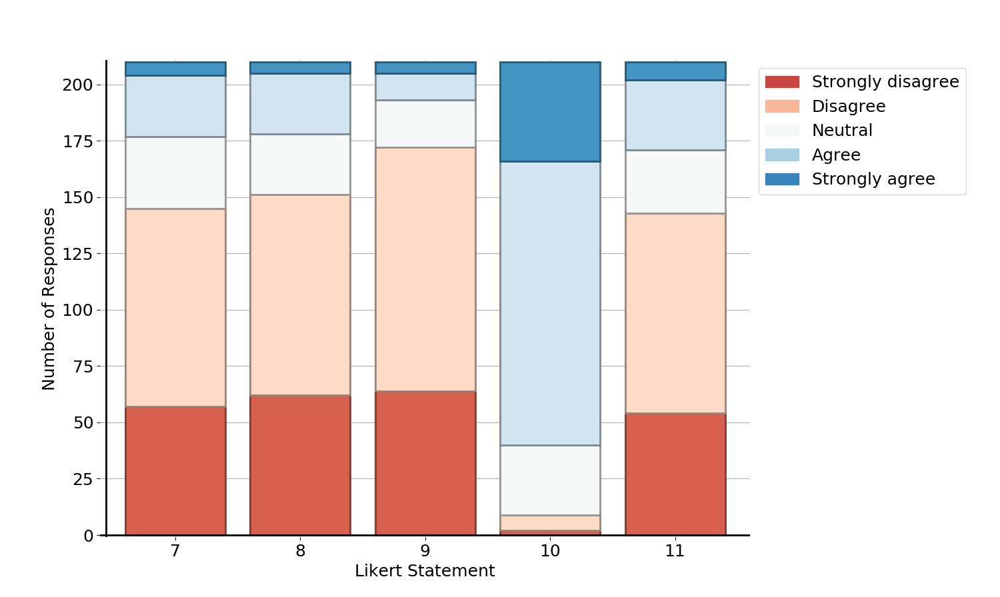 200
175
150
125
100
75
50
25
0
Number of Responses
7 8 9 10 11
Likert Statement
Strongly disagree
Disagree
Neutral
Agree
Strongly agree